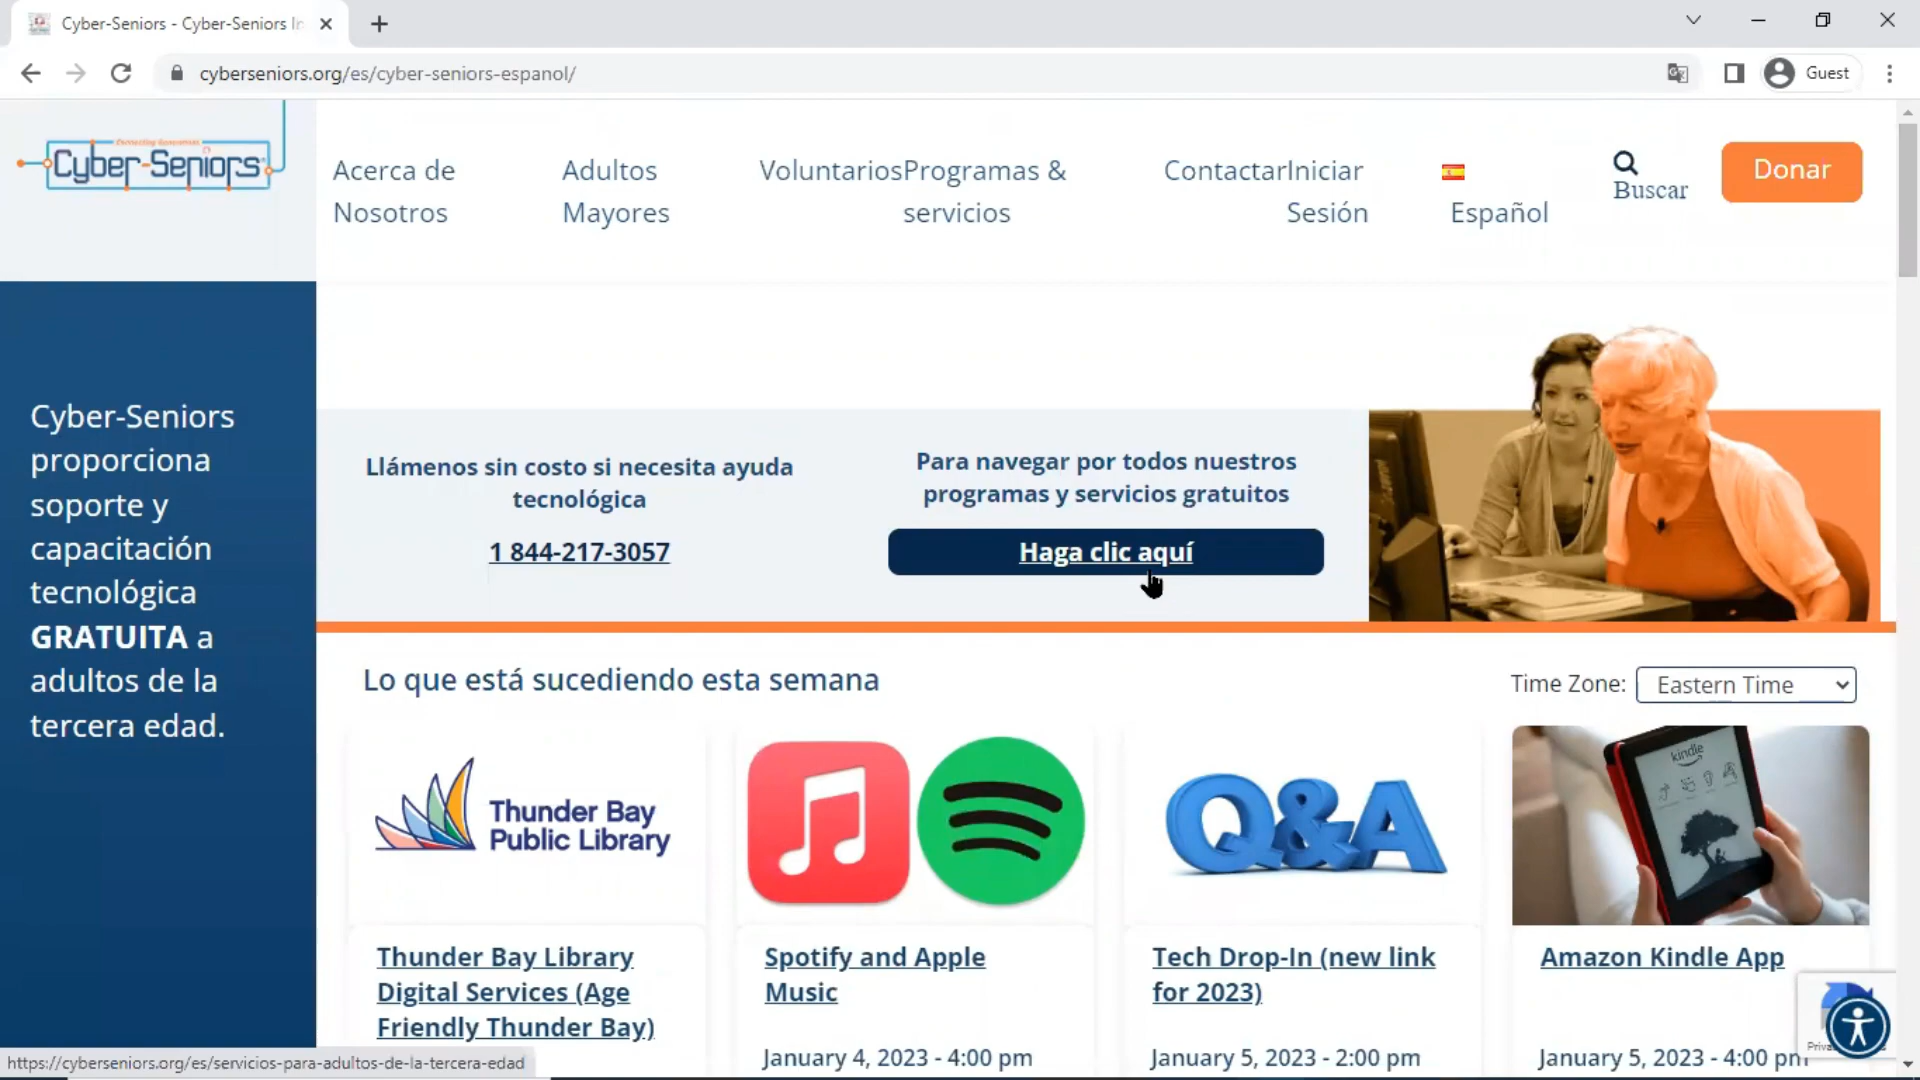 Cyber-Seniors - Cyber-Seniors In
cyberseniors.org/es/cyber-seniors-espanol/
Guest
Connecting Generations
Cyber-Seniors
Acerca de
Nosotros
Adultos
Mayores
Voluntarios
Programas &
servicios
Contactar
Iniciar
Sesión
Español
Buscar
Donar
Cyber-Seniors
proporciona
soporte y
capacitación
tecnológica
GRATUITA a
adultos de la
tercera edad.
Llámenos sin costo si necesita ayuda
tecnológica
1 844-217-3057
Para navegar por todos nuestros
programas y servicios gratuitos
Haga clic aquí
Lo que está sucediendo esta semana
Time Zone: Eastern Time
Thunder Bay
Public Library
Q&A
kindle
Thunder Bay Library
Digital Services (Age
Friendly Thunder Bay)
Spotify and Apple
Music
January 4, 2023 - 4:00 pm
Tech Drop-In (new link
for 2023)
January 5, 2023 - 2:00 pm
Amazon Kindle App
January 5, 2023 - 4:00 pm
https://cyberseniors.org/es/servicios-para-adultos-de-la-tercera-edad